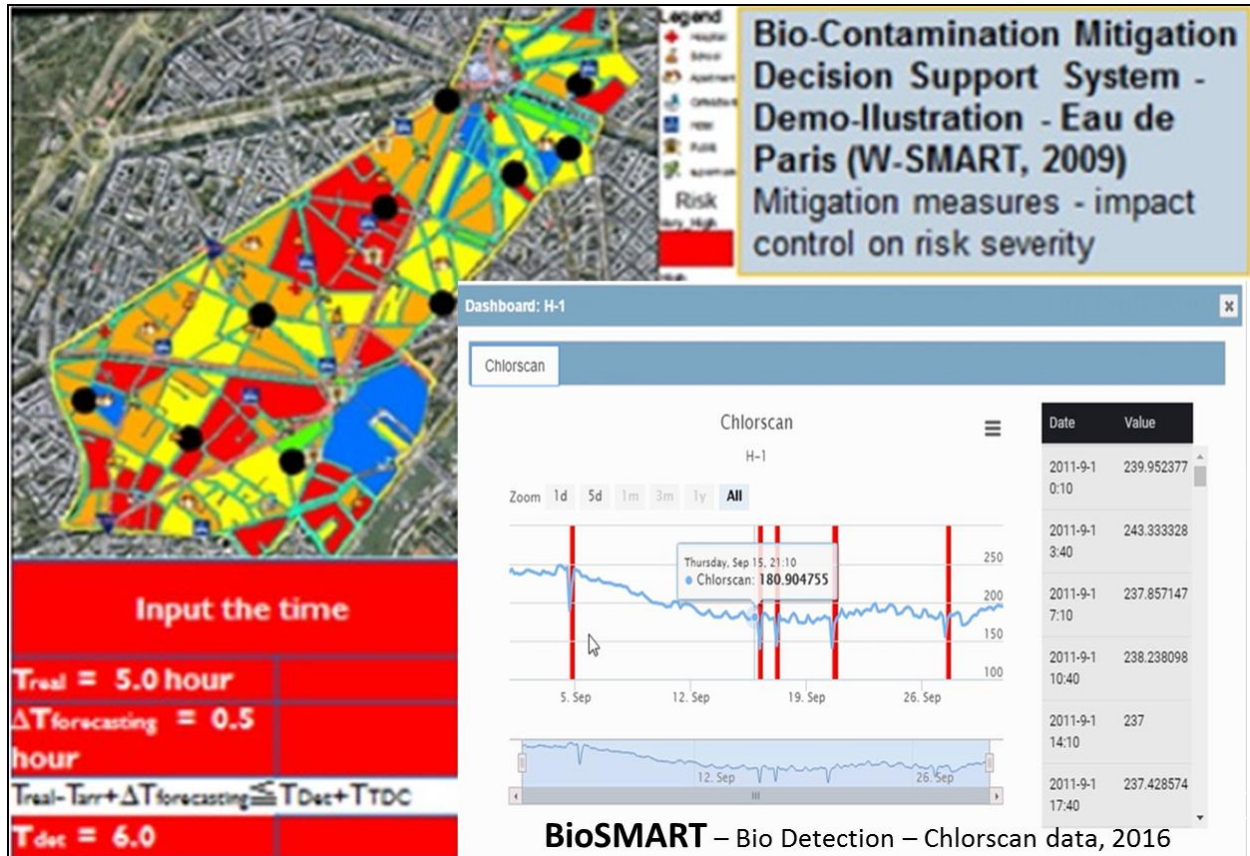 Legend
Hospital
School
Hotel
Risk
High
Bio-Contamination Mitigation
Decision Support System -
Demo-Ilustration - Eau de
Paris (W-SMART, 2009)
Mitigation measures - impact
control on risk severity
Dashboard: H-1
x
Chlorscan
Chlorscan
H-1
Zoom 1d 5d 1m 3m 1y All
Thursday, Sep 15, 21:10
Chlorscan: 180.904755
250
200
150
100
5. Sep 12. Sep 19. Sep 26. Sep
12. Sep 26. Sep
Date Value
2011-9-1 239.952377
0:10
2011-9-1 243.333328
3:40
2011-9-1 237.857147
7:10
2011-9-1 238.238098
10:40
2011-9-1 237
14:10
2011-9-1 237.428574
17:40
Input the time
Treal = 5.0 hour
ΔTforecasting = 0.5
hour
Treal-Tarr+ΔTforecasting≦TDet+TTDC
Tdet = 6.0
BioSMART – Bio Detection – Chlorscan data, 2016